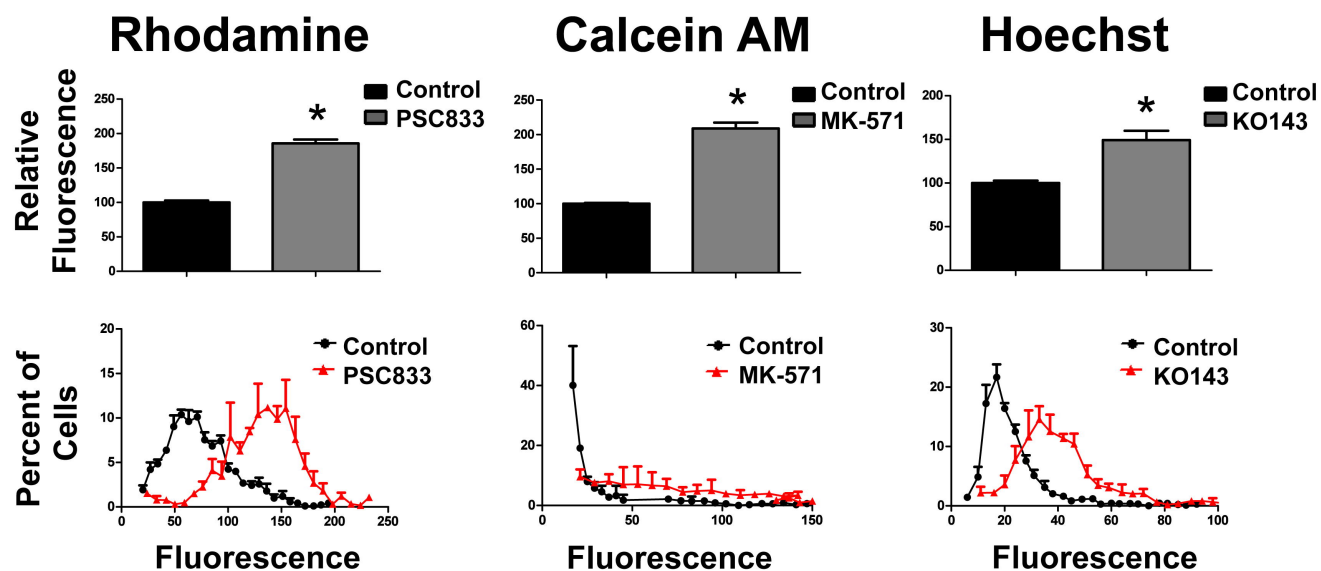 Rhodamine
Calcein AM
Hoechst
Relative
Fluorescence
250
200
150
100
50
0
Control
PSC833
*
250
200
150
100
50
0
Control
MK-571
*
200
150
100
50
0
Control
KO143
*
Percent of
Cells
20
15
10
5
0
0
50
100
150
200
250
Control
PSC833
Fluorescence
60
40
20
0
0
50
100
150
Control
MK-571
Fluorescence
30
20
10
0
0
20
40
60
80
100
Control
KO143
Fluorescence